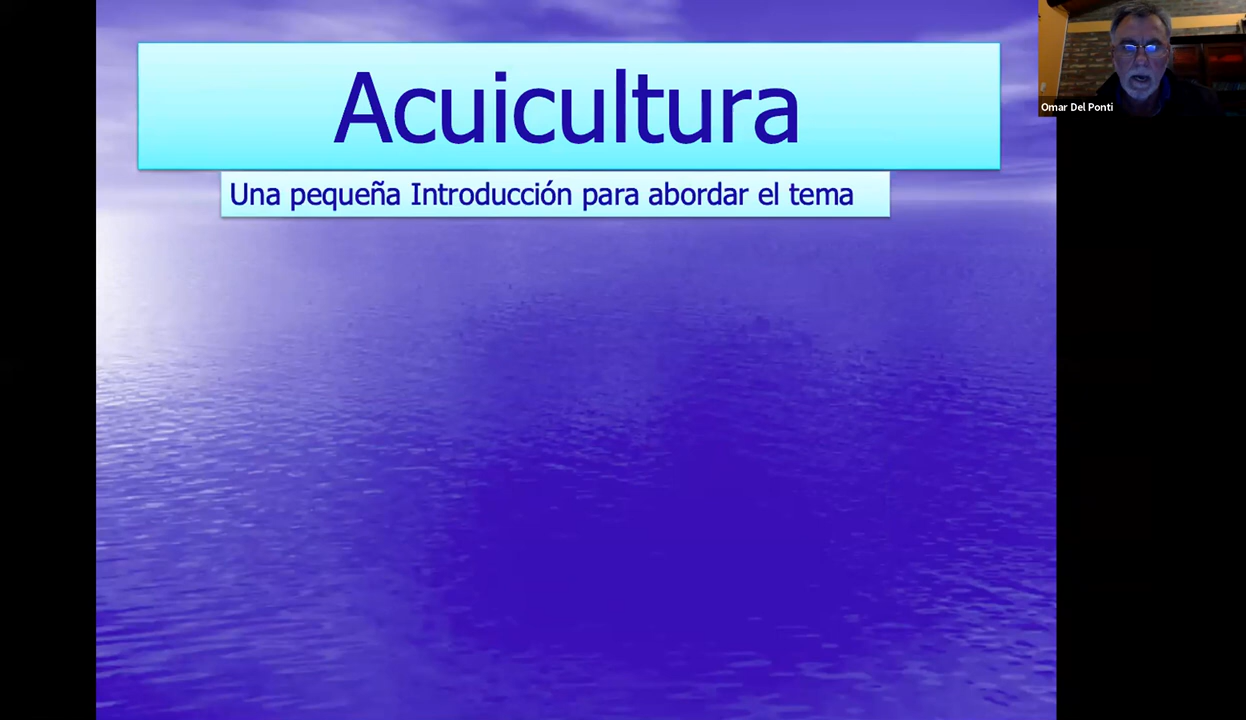 Acuicultura
Una pequeña Introducción para abordar el tema
Omar Del Ponti